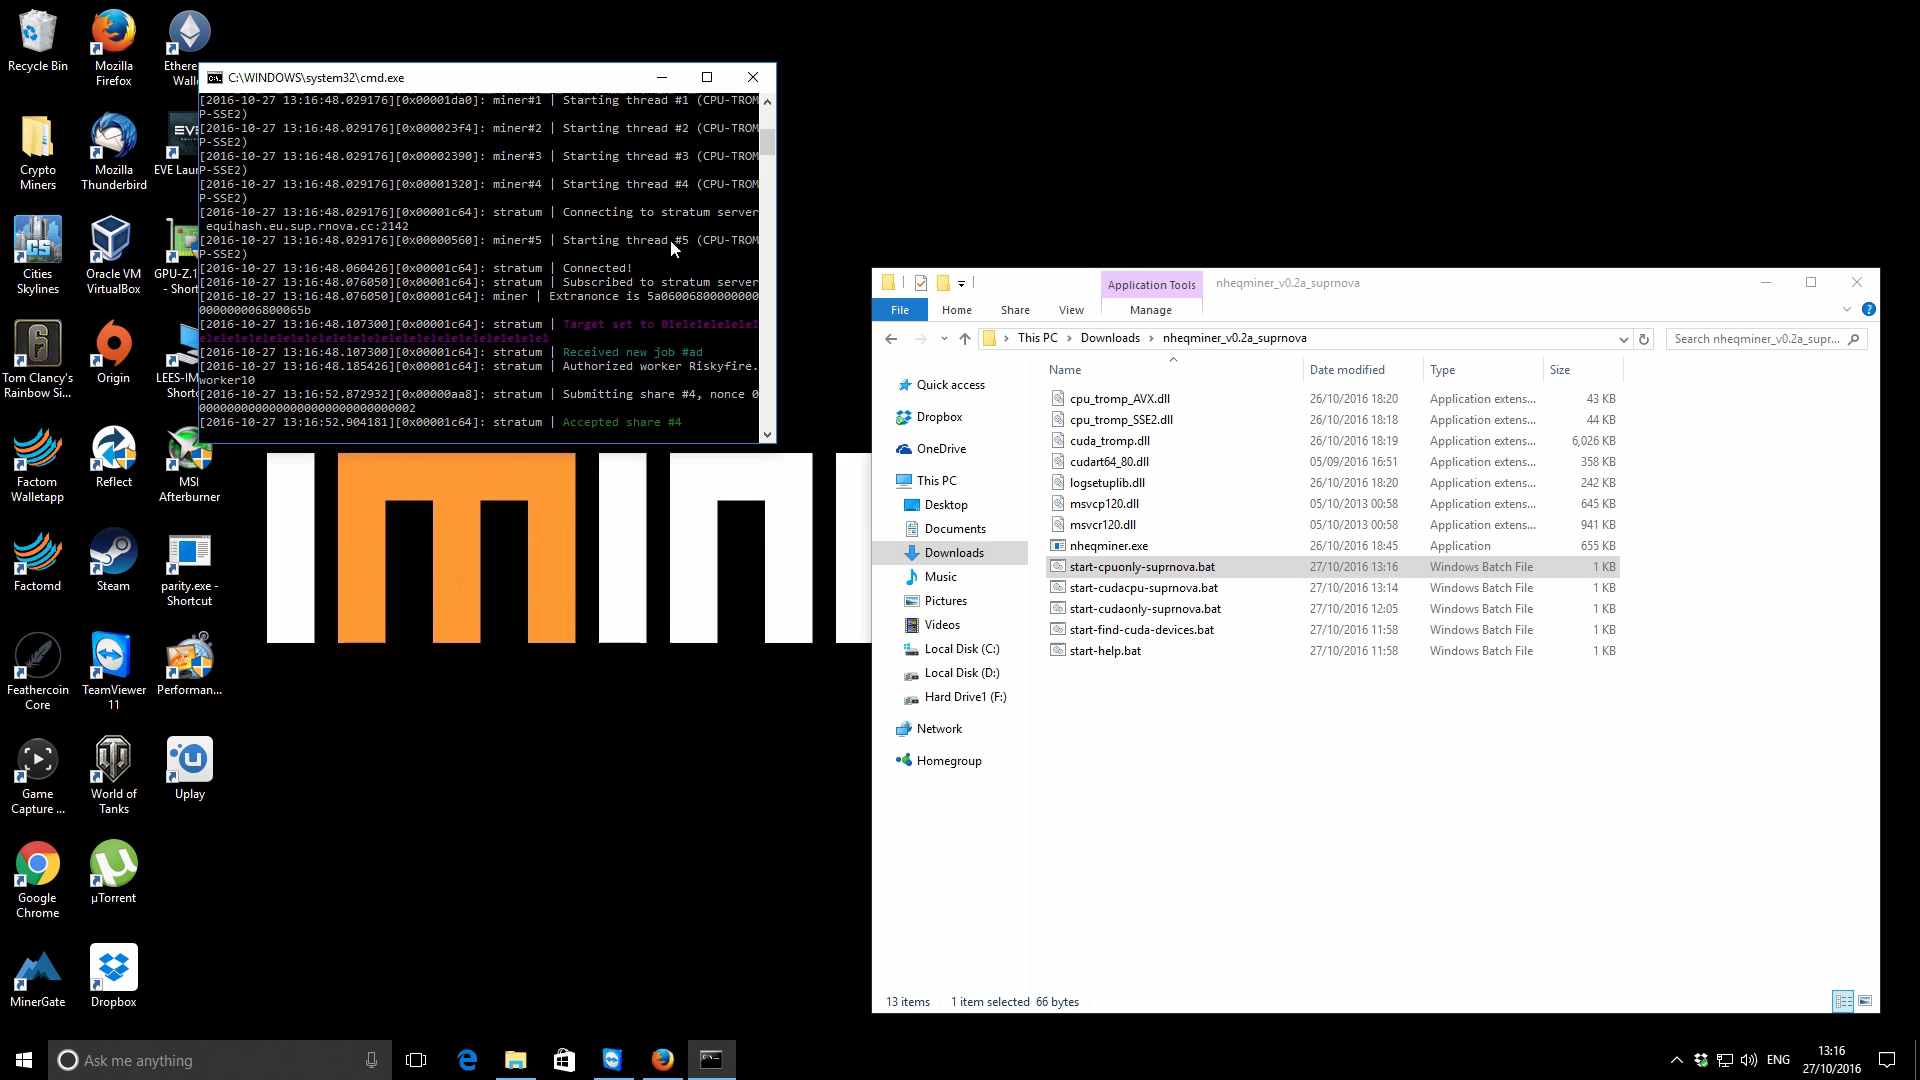 Recycle Bin
Mozilla
Firefox
Ethere
Wall
Crypto
Miners
Mozilla
Thunderbird
EVE
EVE Lau
Cities
Skylines
Oracle VM
VirtualBox
GPU-Z.1
- Short
Tom Clancy's
Rainbow Si...
Origin
LEES-IM
Short
Factom
Walletapp
Reflect
MSI
Afterburner
Factomd
Steam
parity.exe -
Shortcut
Feathercoin
Core
TeamViewer
11
Performan...
Game
Capture ...
World of
Tanks
Uplay
Google
Chrome
µTorrent
MinerGate
Dropbox
C:\WINDOWS\system32\cmd.exe
[2016-10-27 13:16:48.029176][0x00001da0]: miner#1 | Starting thread #1 (CPU-TROM
P-SSE2)
[2016-10-27 13:16:48.029176][0x000023f4]: miner#2 | Starting thread #2 (CPU-TROM
P-SSE2)
[2016-10-27 13:16:48.029176][0x00002390]: miner#3 | Starting thread #3 (CPU-TROM
P-SSE2)
[2016-10-27 13:16:48.029176][0x00001320]: miner#4 | Starting thread #4 (CPU-TROM
P-SSE2)
[2016-10-27 13:16:48.029176][0x00001c64]: stratum | Connecting to stratum server
equihash.eu.sup.rnova.cc:2142
[2016-10-27 13:16:48.029176][0x00000560]: miner#5 | Starting thread #5 (CPU-TROM
P-SSE2)
[2016-10-27 13:16:48.060426][0x00001c64]: stratum | Connected!
[2016-10-27 13:16:48.076050][0x00001c64]: stratum | Subscribed to stratum server
[2016-10-27 13:16:48.076050][0x00001c64]: miner | Extranonce is 5a06006800000000
0000000006800065b
[2016-10-27 13:16:48.107300][0x00001c64]: stratum | Target set to 01e1e1e1e1e1e1
e1e1e1e1e1e1e1e1e1e1e1e1e1e1e1e1e1e1e1e1e1e1e1e1e1
[2016-10-27 13:16:48.107300][0x00001c64]: stratum | Received new job #ad
[2016-10-27 13:16:48.185426][0x00001c64]: stratum | Authorized worker Riskyfire.
worker10
[2016-10-27 13:16:52.872932][0x00000aa8]: stratum | Submitting share #4, nonce 0
0000000000000000000000000000002
[2016-10-27 13:16:52.904181][0x00001c64]: stratum | Accepted share #4
Application Tools
nheqminer_v0.2a_suprnova
File
Home
Share
View
Manage
This PC
Downloads
nheqminer_v0.2a_suprnova
Search nheqminer_v0.2a_supr...
Name
Date modified
Type
Size
Quick access
Dropbox
OneDrive
This PC
Desktop
Documents
Downloads
Music
Pictures
Videos
Local Disk (C:)
Local Disk (D:)
Hard Drive1 (F:)
Network
Homegroup
cpu_tromp_AVX.dll 26/10/2016 18:20 Application extens... 43 KB
cpu_tromp_SSE2.dll 26/10/2016 18:18 Application extens... 44 KB
cuda_tromp.dll 26/10/2016 18:19 Application extens... 6,026 KB
cudart64_80.dll 05/09/2016 16:51 Application extens... 358 KB
logsetuplib.dll 26/10/2016 18:20 Application extens... 242 KB
msvcp120.dll 05/10/2013 00:58 Application extens... 645 KB
msvcr120.dll 05/10/2013 00:58 Application extens... 941 KB
nheqminer.exe 26/10/2016 18:45 Application 655 KB
start-cpuonly-suprnova.bat 27/10/2016 13:16 Windows Batch File 1 KB
start-cudacpu-suprnova.bat 27/10/2016 13:14 Windows Batch File 1 KB
start-cudaonly-suprnova.bat 27/10/2016 12:05 Windows Batch File 1 KB
start-find-cuda-devices.bat 27/10/2016 11:58 Windows Batch File 1 KB
start-help.bat 27/10/2016 11:58 Windows Batch File 1 KB
13 items
1 item selected 66 bytes
Ask me anything
ENG
13:16
27/10/2016